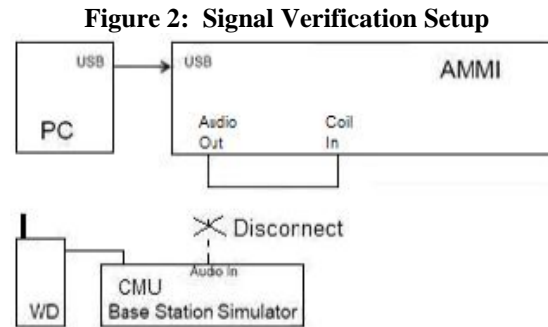 Figure 2:  Signal Verification Setup
USB
USB
AMMI
PC
Audio
Out
Coil
In
Disconnect
Audio In
CMU
WD
Base Station Simulator